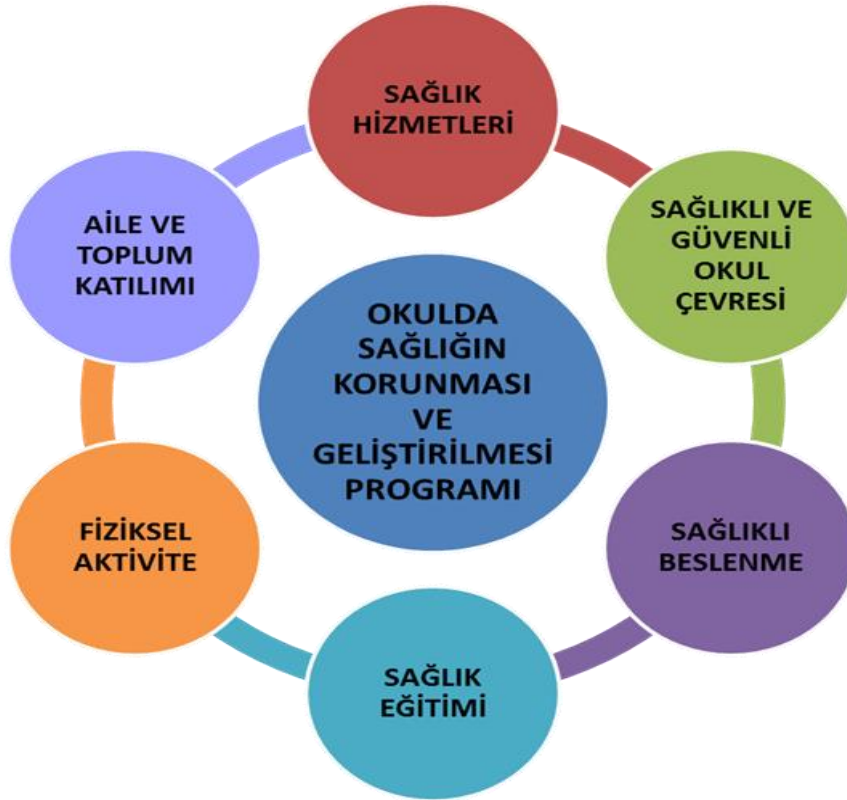 SAĞLIK
HİZMETLERİ
SAĞLIKLI VE
GÜVENLİ
OKUL
ÇEVRESİ
SAĞLIKLI
BESLENME
SAĞLIK
EĞİTİMİ
FİZİKSEL
AKTİVİTE
AİLE VE
TOPLUM
KATILIMI
OKULDA
SAĞLIĞIN
KORUNMASI
VE
GELİŞTİRİLMESİ
PROGRAMI